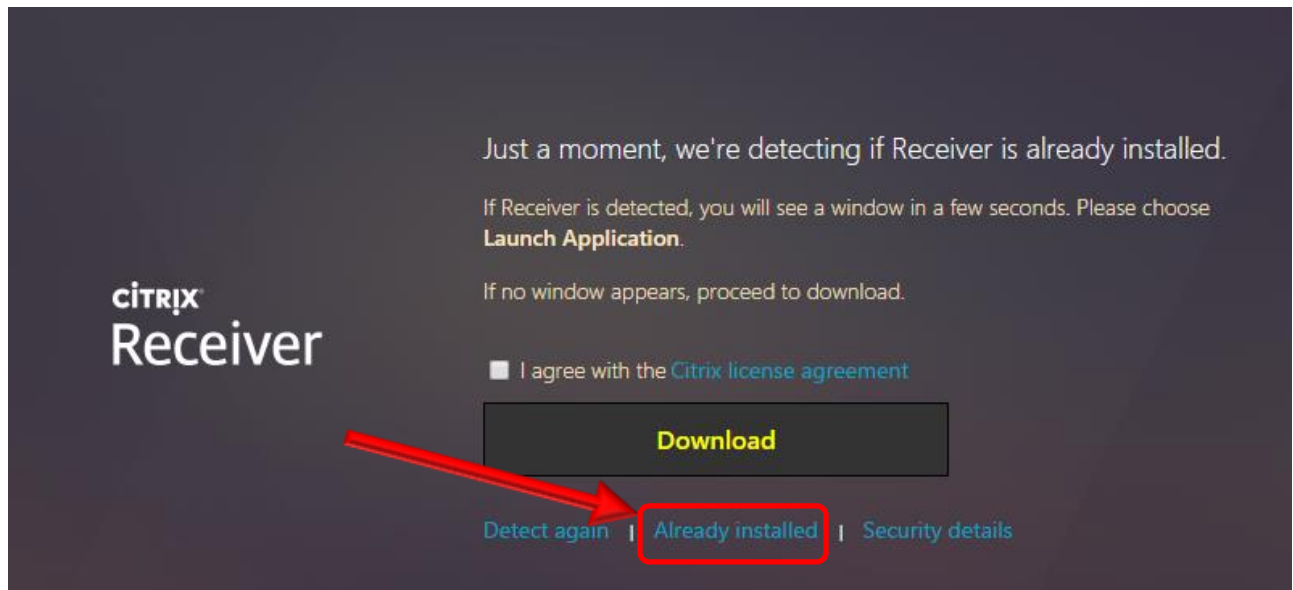 Just a moment, we're detecting if Receiver is already installed.
If Receiver is detected, you will see a window in a few seconds. Please choose
Launch Application.
If no window appears, proceed to download.
CİTRIX
Receiver
I agree with the Citrix license agreement
Download
Detect again | Already installed | Security details